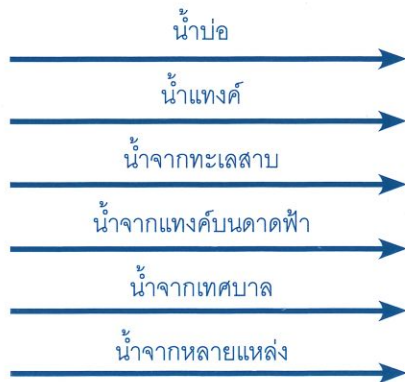 น้ำบ่อ
น้ำแทงค์
น้ำจากทะเลสาบ
น้ำจากแทงค์บนดาดฟ้า
น้ำจากเทศบาล
น้ำจากหลายแหล่ง